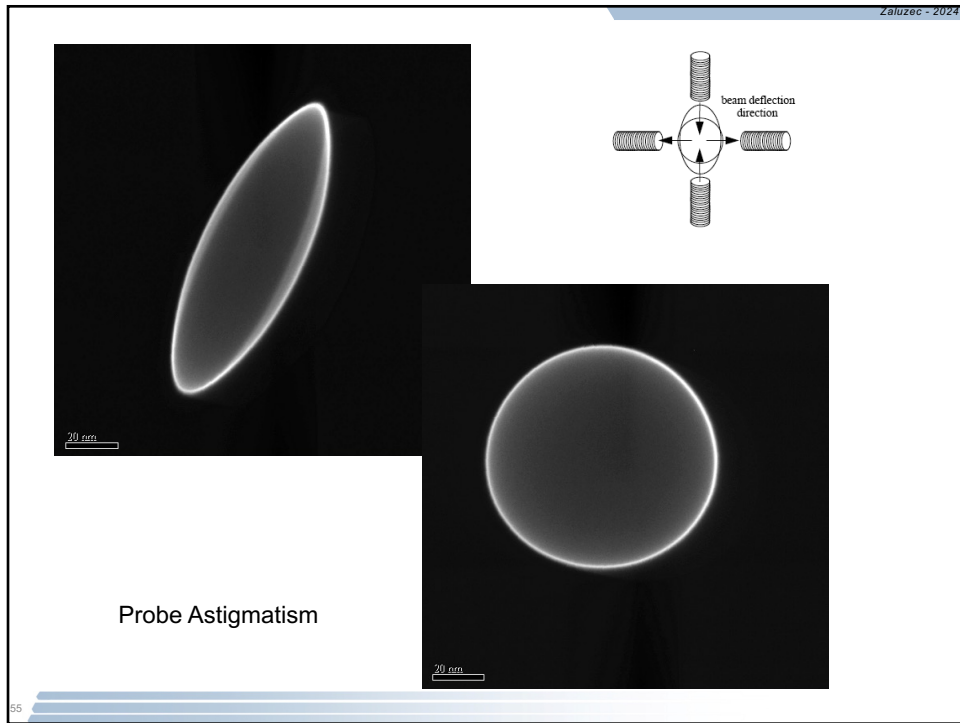 Zaluzec - 2024
beam deflection
direction
20 nm
20 nm
Probe Astigmatism
55